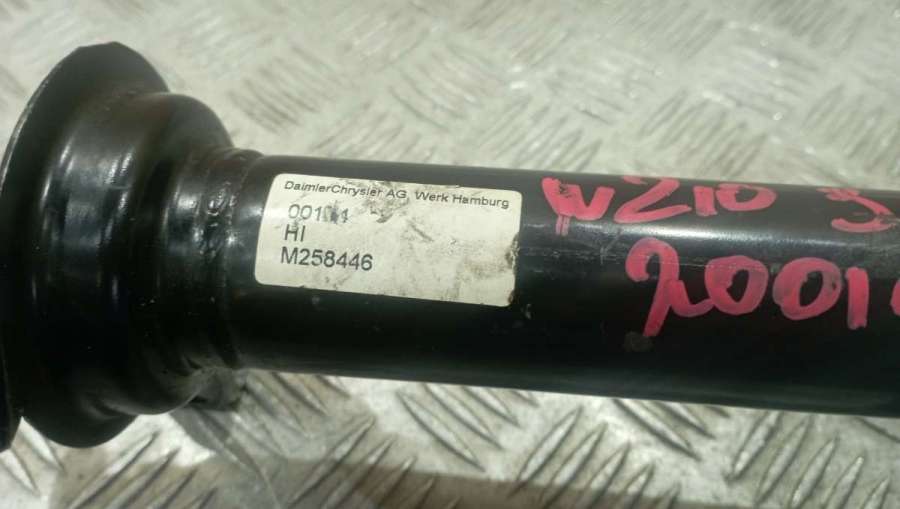 DaimlerChrysler AG, Werk Hamburg
HI
M258446
W210
2001